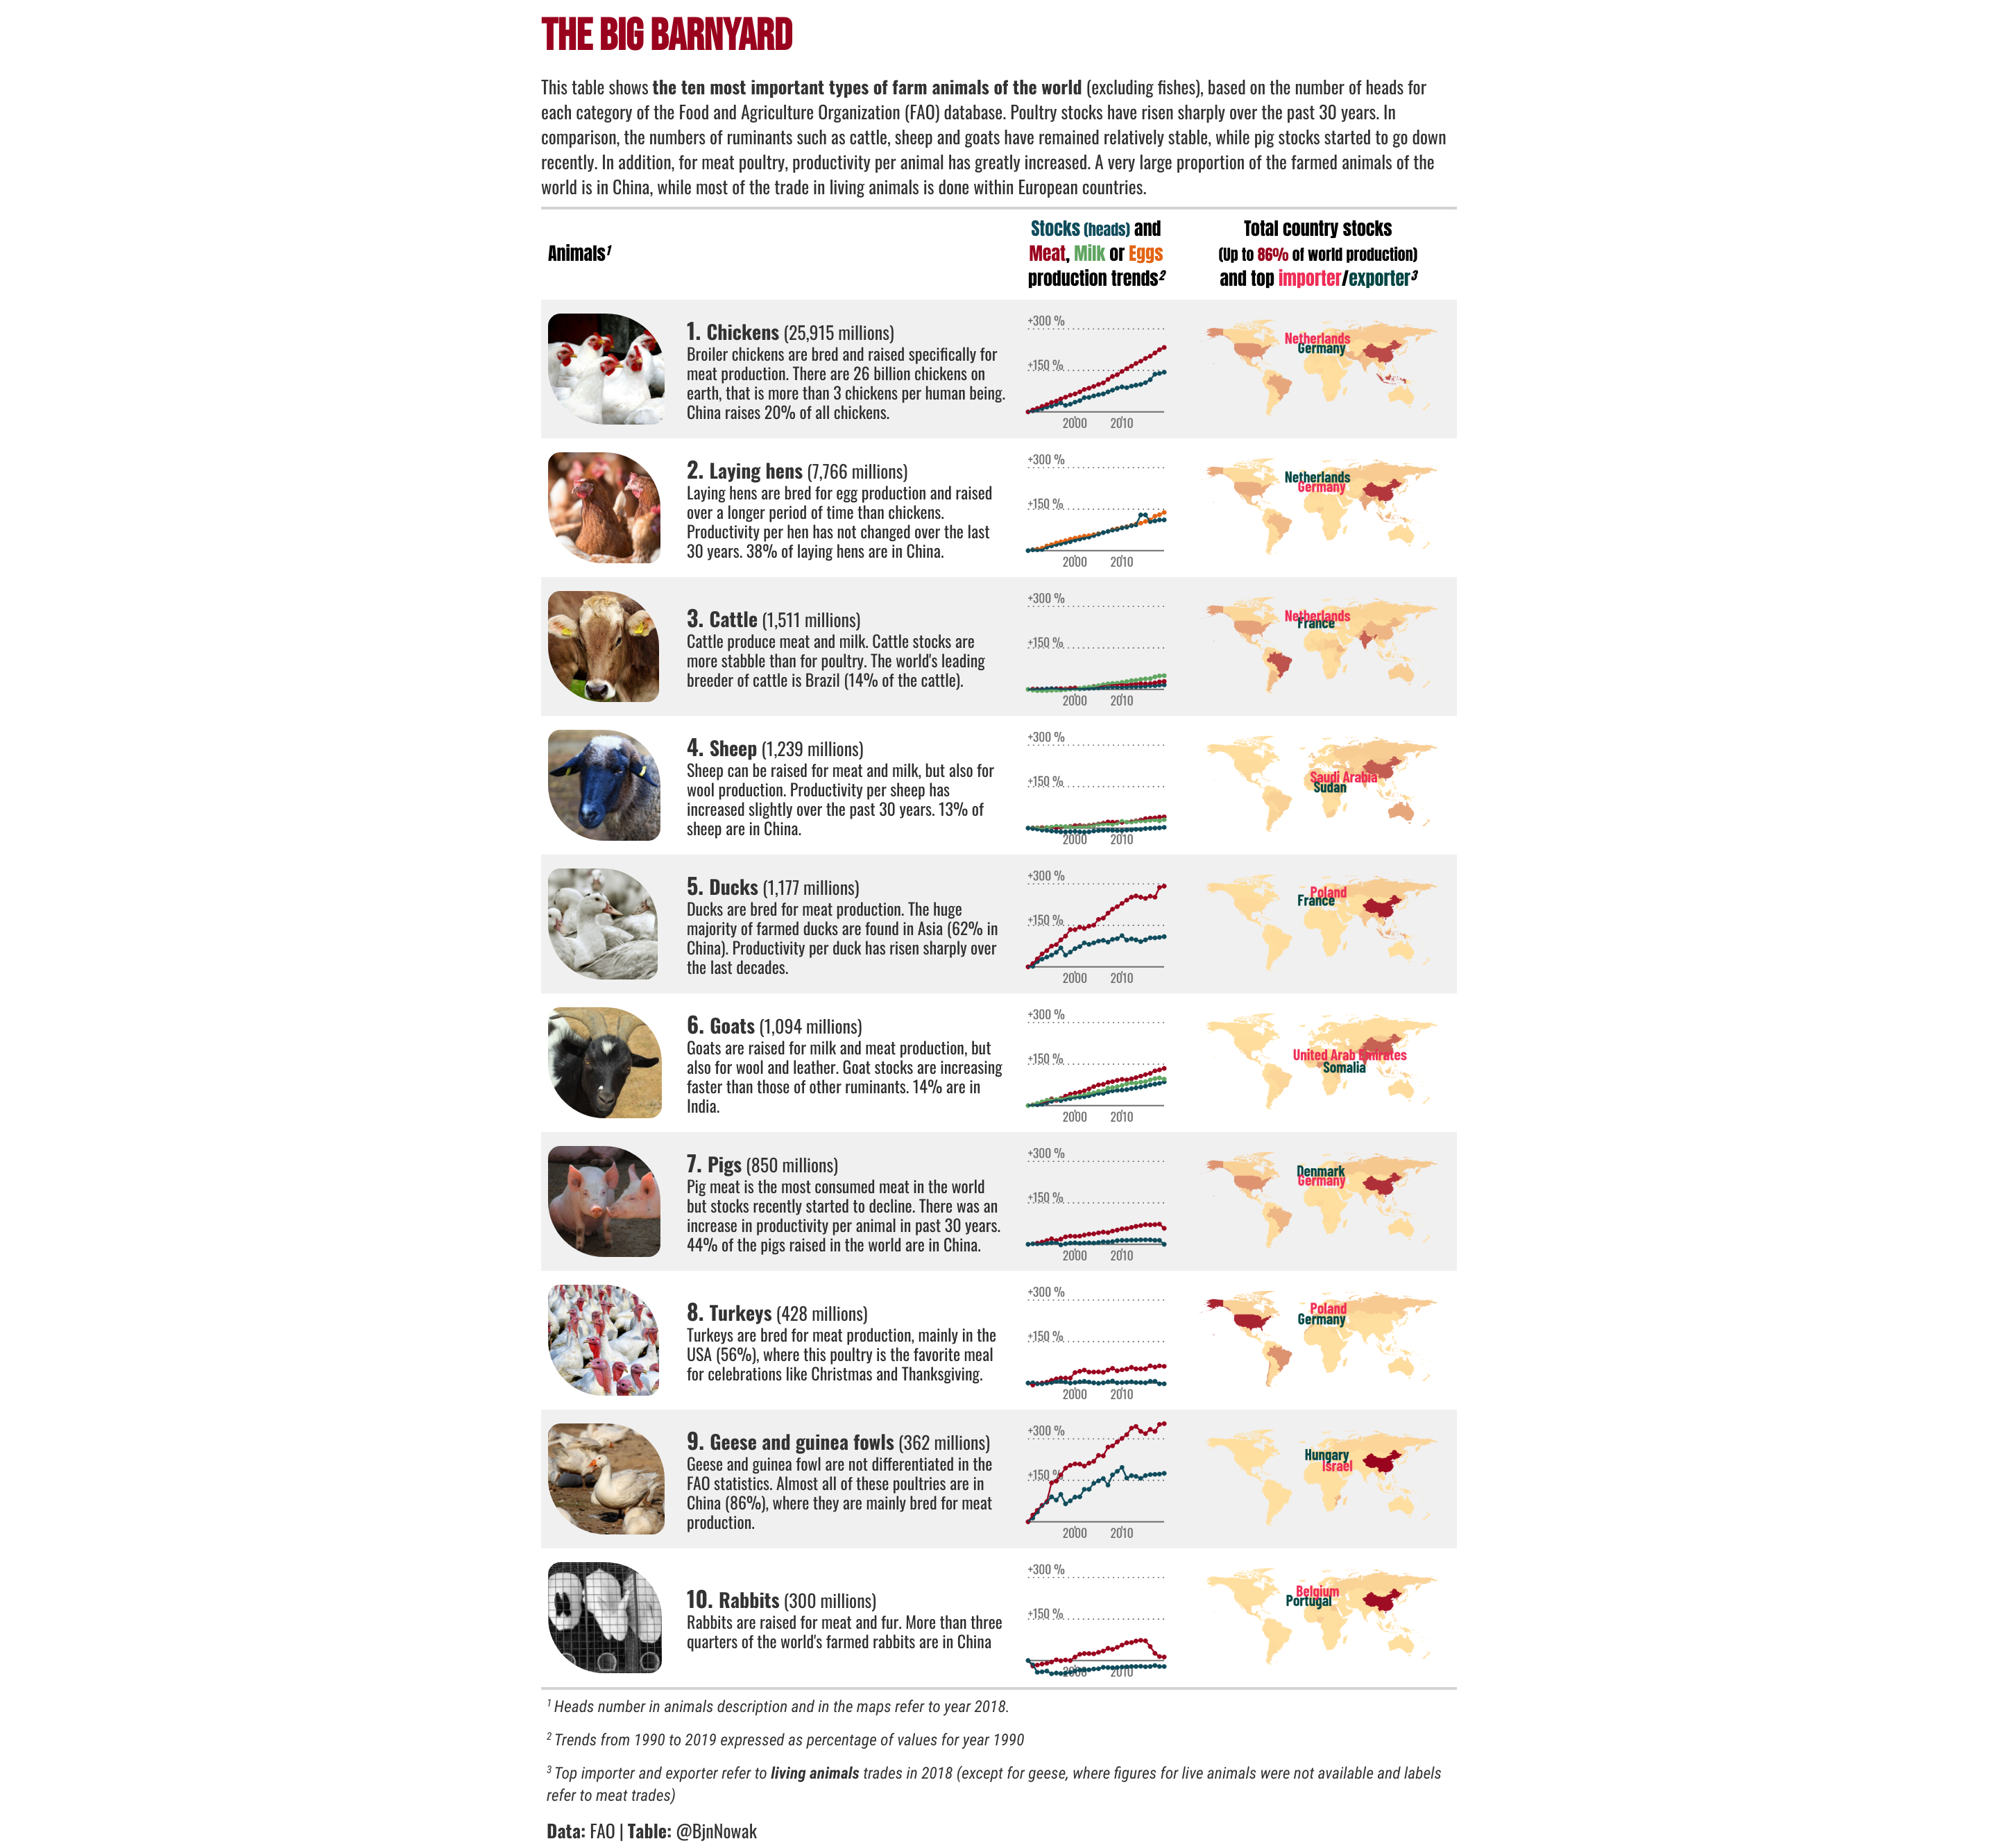 THE BIG BARNYARD
This table shows the ten most important types of farm animals of the world (excluding fishes), based on the number of heads for
each category of the Food and Agriculture Organization (FAO) database. Poultry stocks have risen sharply over the past 30 years. In
comparison, the numbers of ruminants such as cattle, sheep and goats have remained relatively stable, while pig stocks started to go down
recently. In addition, for meat poultry, productivity per animal has greatly increased. A very large proportion of the farmed animals of the
world is in China, while most of the trade in living animals is done within European countries.
Animals¹
Stocks (heads) and
Meat, Milk or Eggs
production trends²
Total country stocks
(Up to 86% of world production)
and top importer/exporter³
1. Chickens (25,915 millions)
Broiler chickens are bred and raised specifically for
meat production. There are 26 billion chickens on
earth, that is more than 3 chickens per human being.
China raises 20% of all chickens.
+300 %
+150 %
2000 2010
Netherlands
Germany
2. Laying hens (7,766 millions)
Laying hens are bred for egg production and raised
over a longer period of time than chickens.
Productivity per hen has not changed over the last
30 years. 38% of laying hens are in China.
+300 %
+150 %
2000 2010
Netherlands
Germany
3. Cattle (1,511 millions)
Cattle produce meat and milk. Cattle stocks are
more stabble than for poultry. The world's leading
breeder of cattle is Brazil (14% of the cattle).
+300 %
+150 %
2000 2010
Netherlands
France
4. Sheep (1,239 millions)
Sheep can be raised for meat and milk, but also for
wool production. Productivity per sheep has
increased slightly over the past 30 years. 13% of
sheep are in China.
+300 %
+150 %
2000 2010
Saudi Arabia
Sudan
5. Ducks (1,177 millions)
Ducks are bred for meat production. The huge
majority of farmed ducks are found in Asia (62% in
China). Productivity per duck has risen sharply over
the last decades.
+300 %
+150 %
2000 2010
Poland
France
6. Goats (1,094 millions)
Goats are raised for milk and meat production, but
also for wool and leather. Goat stocks are increasing
faster than those of other ruminants. 14% are in
India.
+300 %
+150 %
2000 2010
United Arab Emirates
Somalia
7. Pigs (850 millions)
Pig meat is the most consumed meat in the world
but stocks recently started to decline. There was an
increase in productivity per animal in past 30 years.
44% of the pigs raised in the world are in China.
+300 %
+150 %
2000 2010
Denmark
Germany
8. Turkeys (428 millions)
Turkeys are bred for meat production, mainly in the
USA (56%), where this poultry is the favorite meal
for celebrations like Christmas and Thanksgiving.
+300 %
+150 %
2000 2010
Poland
Germany
9. Geese and guinea fowls (362 millions)
Geese and guinea fowl are not differentiated in the
FAO statistics. Almost all of these poultries are in
China (86%), where they are mainly bred for meat
production.
+300 %
+150 %
2000 2010
Hungary
Israel
10. Rabbits (300 millions)
Rabbits are raised for meat and fur. More than three
quarters of the world's farmed rabbits are in China
+300 %
+150 %
2000 2010
Belgium
Portugal
¹ Heads number in animals description and in the maps refer to year 2018.
² Trends from 1990 to 2019 expressed as percentage of values for year 1990
³ Top importer and exporter refer to living animals trades in 2018 (except for geese, where figures for live animals were not available and labels
refer to meat trades)
Data: FAO | Table: @BjnNowak